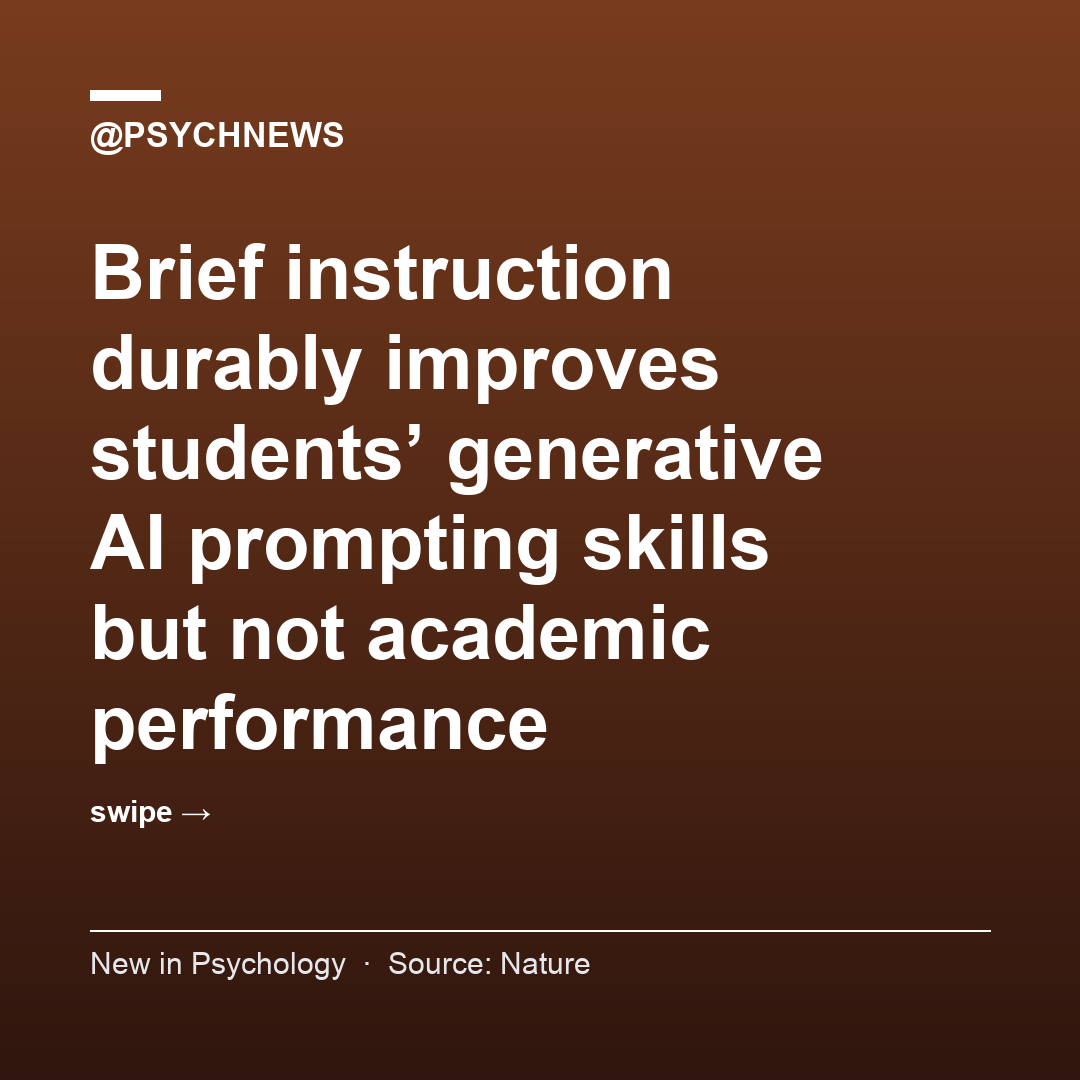 @PSYCHNEWS
Brief instruction
durably improves
students’ generative
AI prompting skills
but not academic
performance
swipe →
New in Psychology · Source: Nature